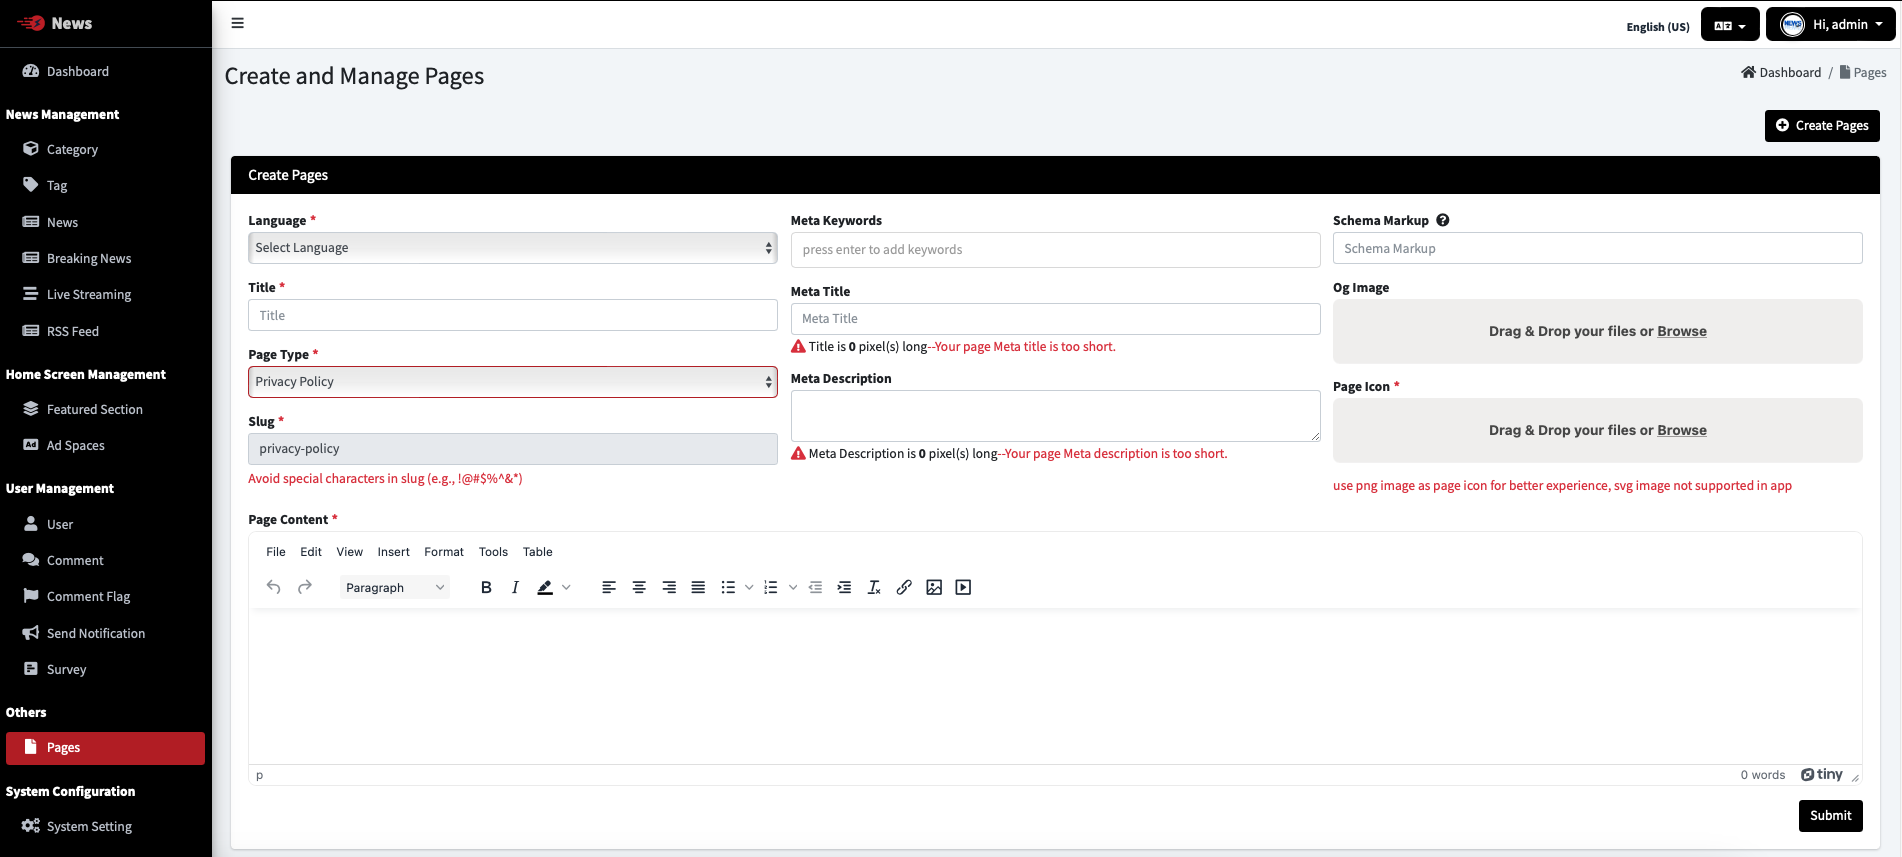 News
English (US)
Hi, admin
Dashboard
News Management
Category
Tag
News
Breaking News
Live Streaming
RSS Feed
Home Screen Management
Featured Section
Ad Spaces
User Management
User
Comment
Comment Flag
Send Notification
Survey
Others
Pages
System Configuration
System Setting
Create and Manage Pages
Dashboard / Pages
Create Pages
Create Pages
Language *
Select Language
Title *
Title
Page Type *
Privacy Policy
Slug *
privacy-policy
Avoid special characters in slug (e.g., !@#$%^&*)
Meta Keywords
press enter to add keywords
Meta Title
Meta Title
Title is 0 pixel(s) long--Your page Meta title is too short.
Meta Description
Meta Description is 0 pixel(s) long--Your page Meta description is too short.
Schema Markup
Schema Markup
Og Image
Drag & Drop your files or Browse
Page Icon *
Drag & Drop your files or Browse
use png image as page icon for better experience, svg image not supported in app
Page Content *
File Edit View Insert Format Tools Table
Paragraph
p
0 words
tiny
Submit